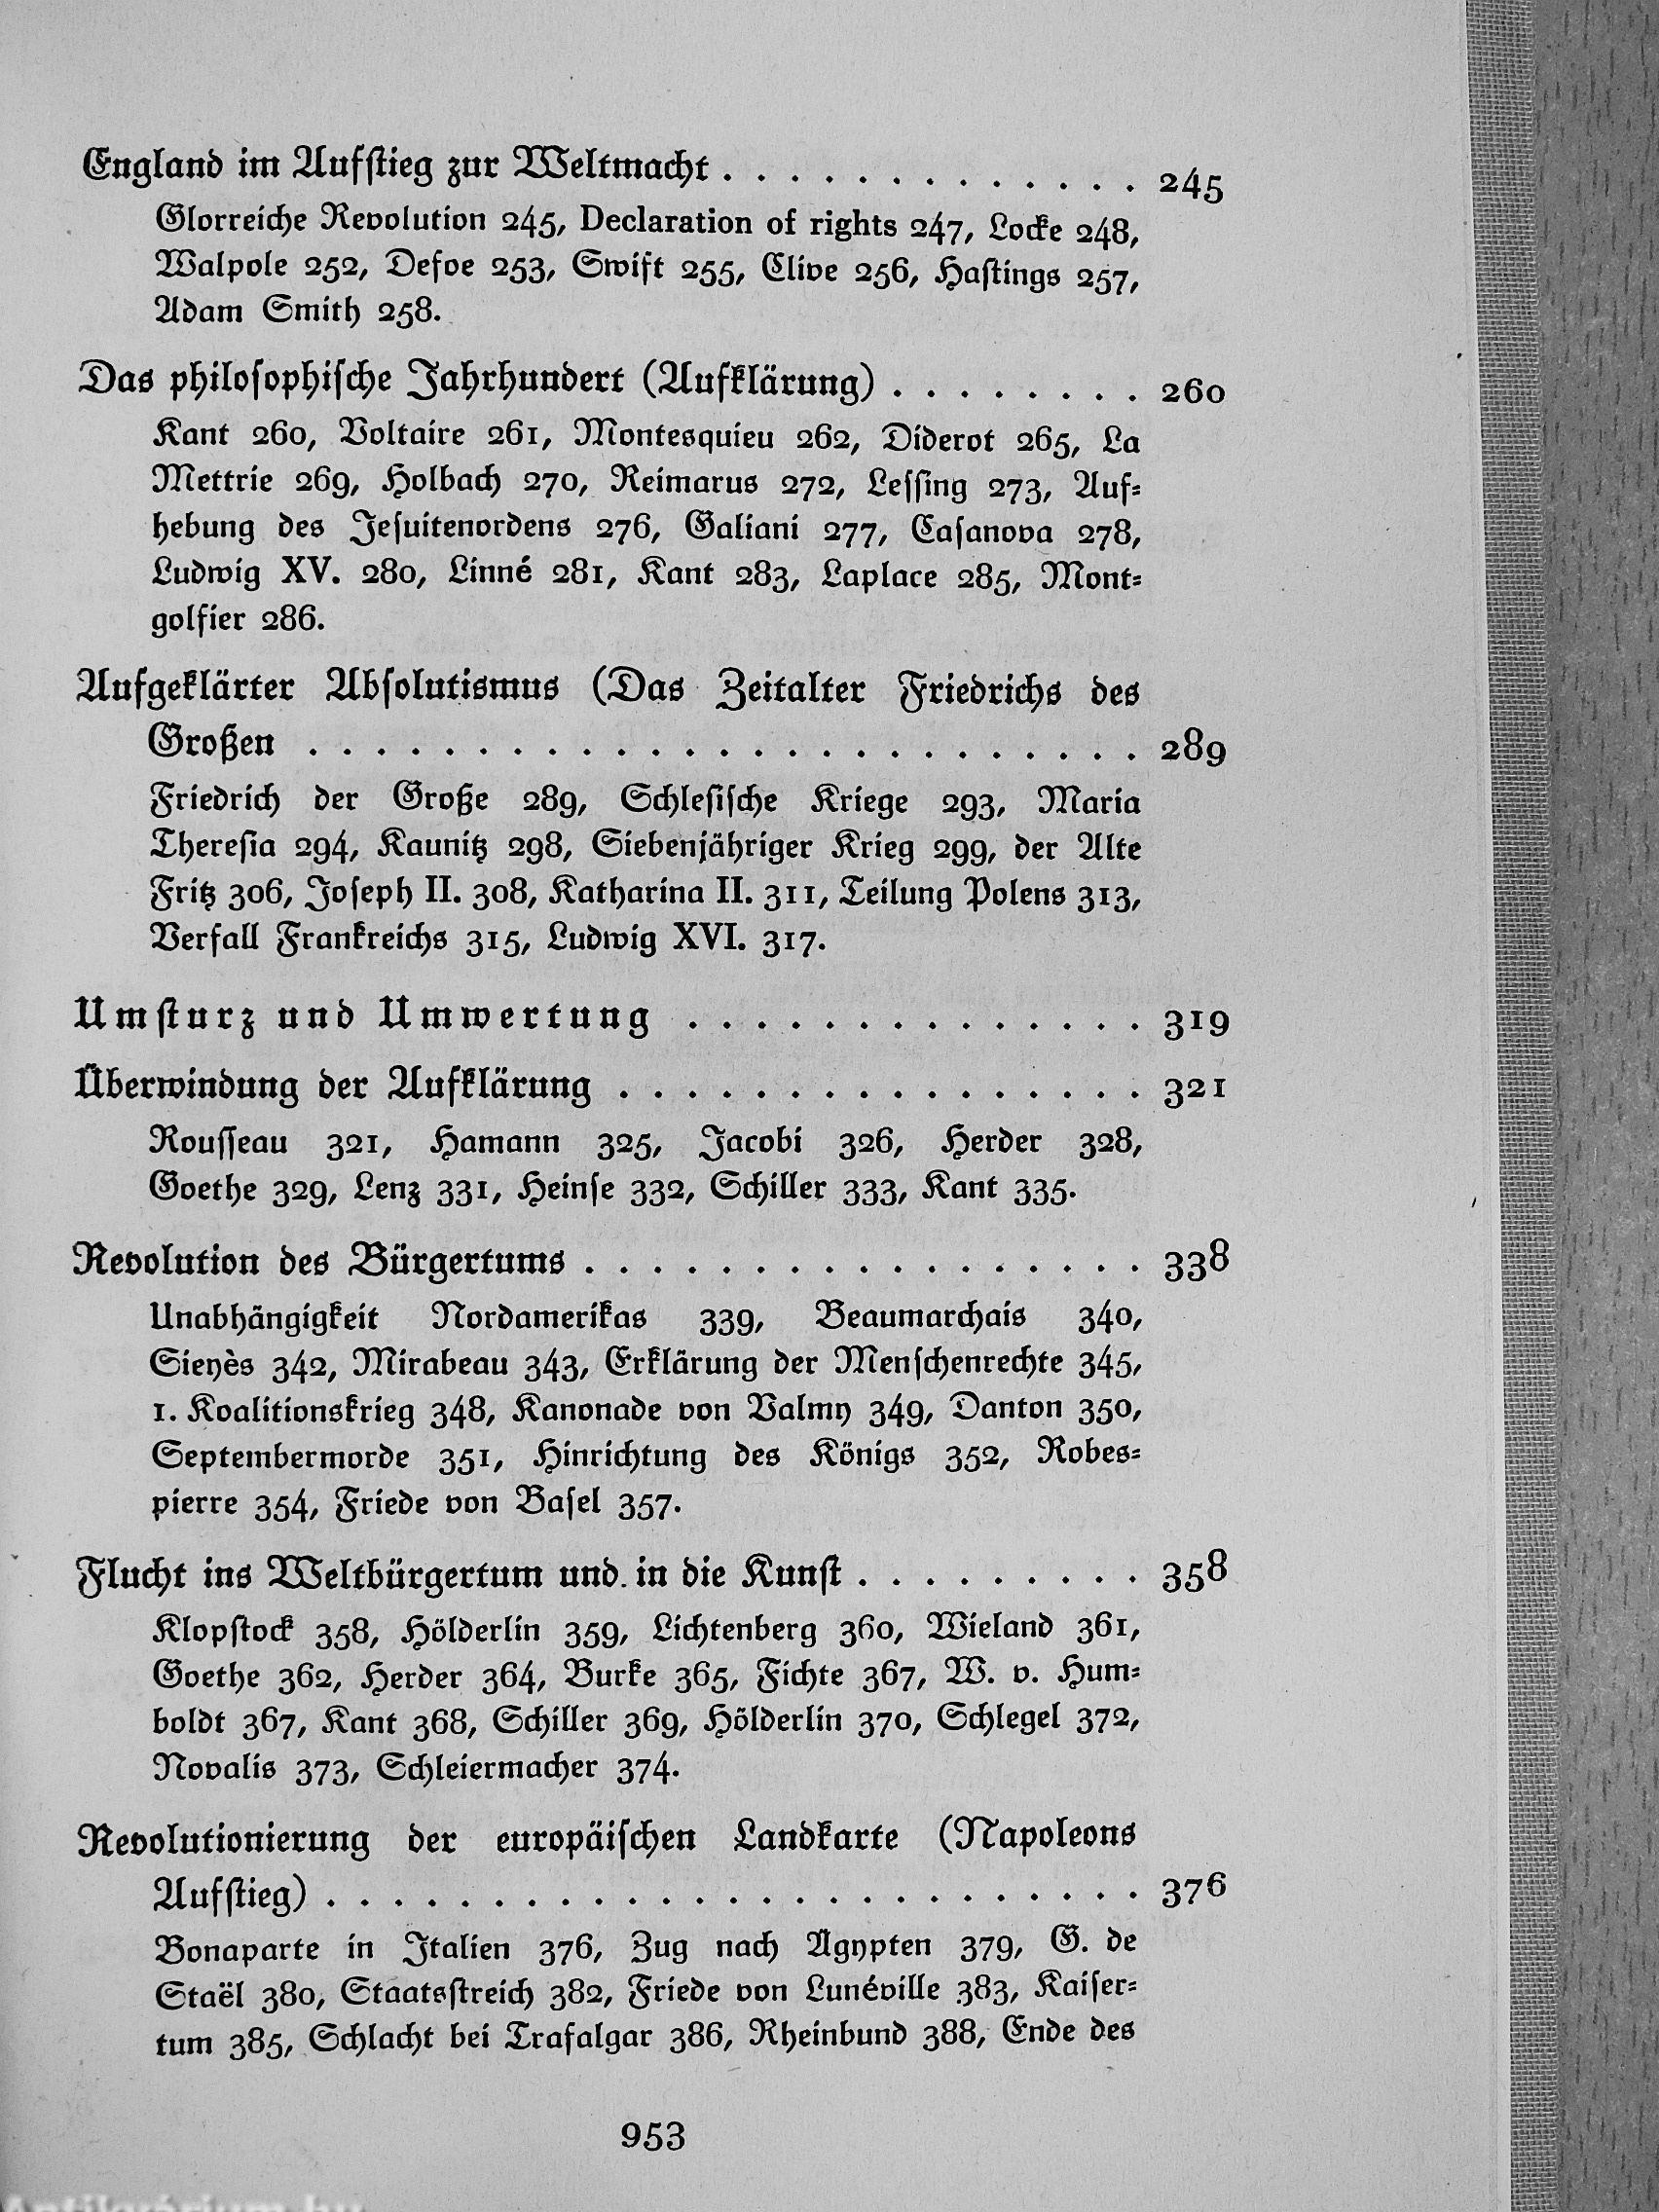 England im Aufstieg zur Weltmacht . . . . . . . . . . . . . 245
Glorreiche Revolution 245, Declaration of rights 247, Locke 248,
Walpole 252, Defoe 253, Swift 255, Clive 256, Hastings 257,
Adam Smith 258.
Das philosophische Jahrhundert (Aufklärung) . . . . . . . . 260
Kant 260, Voltaire 261, Montesquieu 262, Diderot 265, La
Mettrie 269, Holbach 270, Reimarus 272, Lessing 273, Auf-
hebung des Jesuitenordens 276, Galiani 277, Casanova 278,
Ludwig XV. 280, Linné 281, Kant 283, Laplace 285, Mont-
golfier 286.
Aufgeklärter Absolutismus (Das Zeitalter Friedrichs des
Großen . . . . . . . . . . . . . . . . . . . . . . . . . 289
Friedrich der Große 289, Schlesische Kriege 293, Maria
Theresia 294, Kaunitz 298, Siebenjähriger Krieg 299, der Alte
Fritz 306, Joseph II. 308, Katharina II. 311, Teilung Polens 313,
Verfall Frankreichs 315, Ludwig XVI. 317.
Umsturz und Umwertung . . . . . . . . . . . . . . 319
Überwindung der Aufklärung . . . . . . . . . . . . . . . . 321
Rousseau 321, Hamann 325, Jacobi 326, Herder 328,
Goethe 329, Lenz 331, Heinse 332, Schiller 333, Kant 335.
Revolution des Bürgertums . . . . . . . . . . . . . . . . . 338
Unabhängigkeit Nordamerikas 339, Beaumarchais 340,
Sieyès 342, Mirabeau 343, Erklärung der Menschenrechte 345,
1. Koalitionskrieg 348, Kanonade von Valmy 349, Danton 350,
Septembermorde 351, Hinrichtung des Königs 352, Robes-
pierre 354, Friede von Basel 357.
Flucht ins Weltbürgertum und in die Kunst . . . . . . . . . 358
Klopstock 358, Hölderlin 359, Lichtenberg 360, Wieland 361,
Goethe 362, Herder 364, Burke 365, Fichte 367, W. v. Hum-
boldt 367, Kant 368, Schiller 369, Hölderlin 370, Schlegel 372,
Novalis 373, Schleiermacher 374.
Revolutionierung der europäischen Landkarte (Napoleons
Aufstieg) . . . . . . . . . . . . . . . . . . . . . . . . 376
Bonaparte in Italien 376, Zug nach Ägypten 379, G. de
Staël 380, Staatsstreich 382, Friede von Lunéville 383, Kaiser-
tum 385, Schlacht bei Trafalgar 386, Rheinbund 388, Ende des
953
Antikvárium.hu